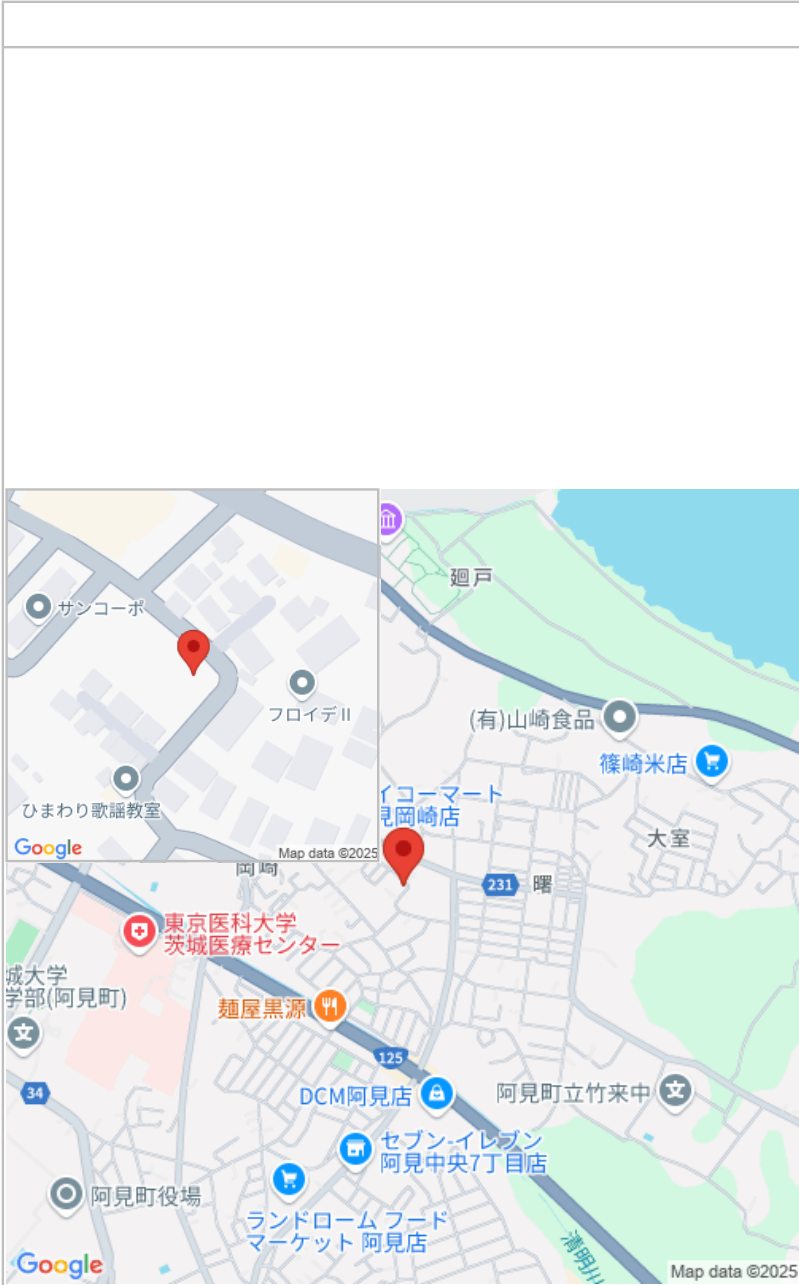 サンコーポ
フロイデⅡ
ひまわり歌謡教室
Google
Map data ©2025
廻戸
(有)山崎食品
篠崎米店
イコーマート
見岡崎店
大室
231
曙
岡崎
東京医科大学
茨城医療センター
城大学
学部(阿見町)
麺屋黒源
125
34
DCM阿見店
阿見町立竹来中
セブン-イレブン
阿見中央7丁目店
阿見町役場
ランドローム フード
マーケット 阿見店
清明川
Google
Map data ©2025